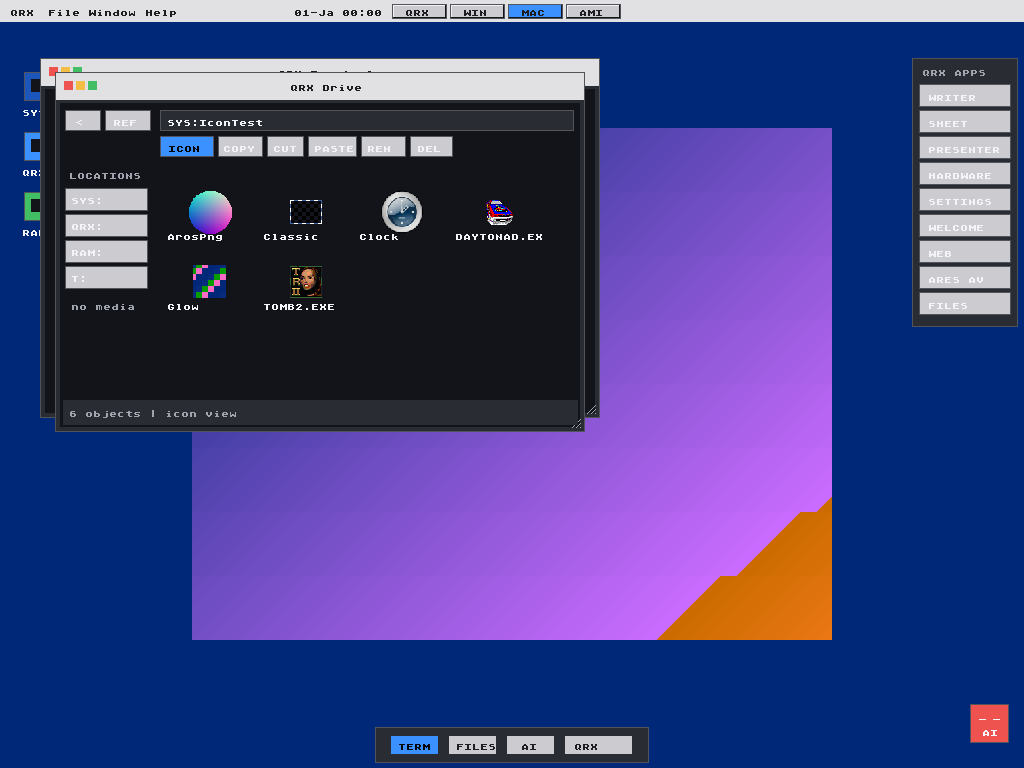 QRX File Window Help 01-Ja 00:00 QRX WIN MAC AMI
QRX Drive
< REF SYS:IconTest
ICON COPY CUT PASTE REN DEL
LOCATIONS
SYS:
QRX:
RAM:
T:
no media
ArosPng Classic Clock DAYTONAD.EX
Glow TOMB2.EXE
6 objects | icon view
QRX APPS
WRITER
SHEET
PRESENTER
HARDWARE
SETTINGS
WELCOME
WEB
ARES AV
FILES
TERM FILES AI QRX
AI